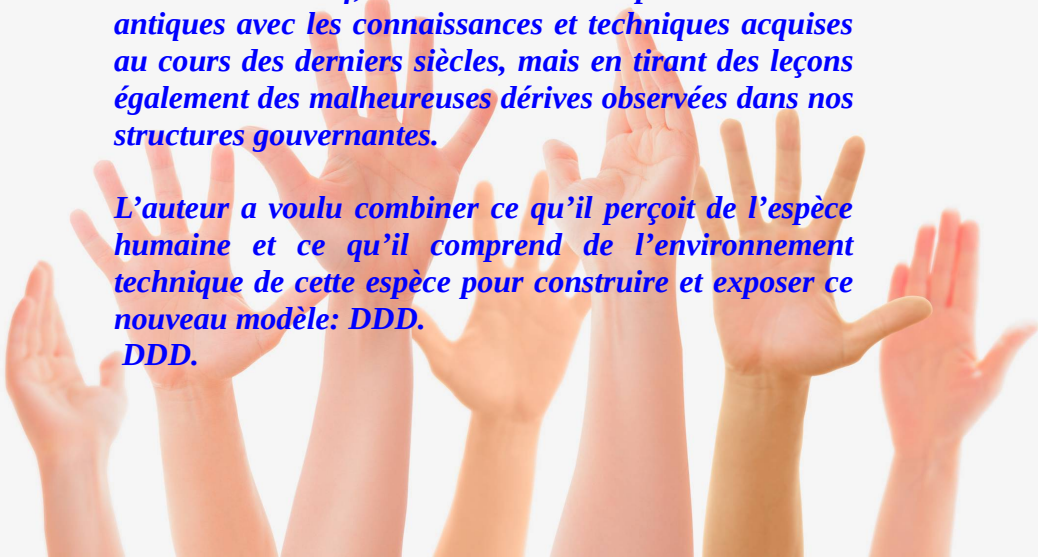 antiques avec les connaissances et techniques acquises
au cours des derniers siècles, mais en tirant des leçons
également des malheureuses dérives observées dans nos
structures gouvernantes.
L’auteur a voulu combiner ce qu’il perçoit de l’espèce
humaine et ce qu’il comprend de l’environnement
technique de cette espèce pour construire et exposer ce
nouveau modèle: DDD.
DDD.